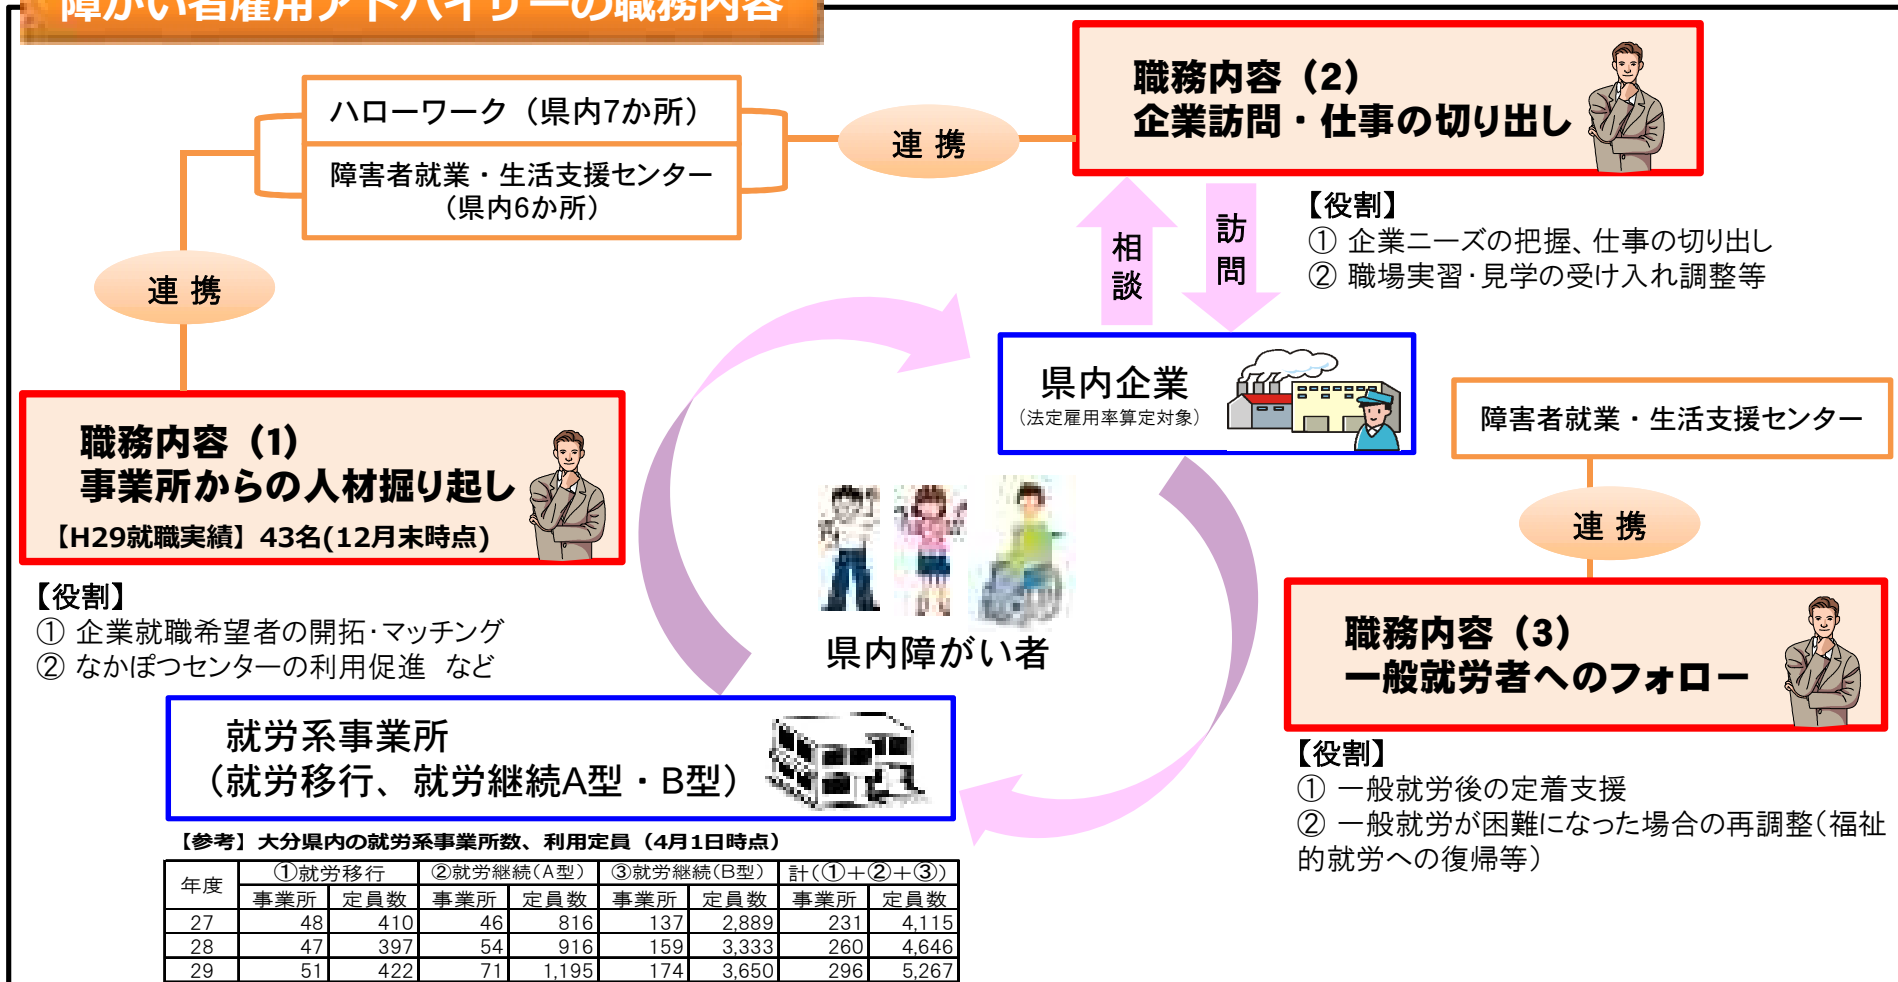 障がい者雇用アドバイザーの職務内容
ハローワーク（県内7か所）
障害者就業・生活支援センター
（県内6か所）
連 携
連 携
職務内容（2）
企業訪問・仕事の切り出し
【役割】
① 企業ニーズの把握、仕事の切り出し
② 職場実習・見学の受け入れ調整等
相談
訪問
県内企業
（法定雇用率算定対象）
職務内容（1）
事業所からの人材掘り起し
【H29就職実績】43名(12月末時点)
【役割】
① 企業就職希望者の開拓・マッチング
② なかぽつセンターの利用促進 など
県内障がい者
障害者就業・生活支援センター
連 携
職務内容（3）
一般就労者へのフォロー
【役割】
① 一般就労後の定着支援
② 一般就労が困難になった場合の再調整（福祉
的就労への復帰等）
就労系事業所
（就労移行、就労継続A型・B型）
【参考】大分県内の就労系事業所数、利用定員（4月1日時点）
年度 ①就労移行 ②就労継続(A型) ③就労継続(B型) 計(①＋②＋③)
事業所 定員数 事業所 定員数 事業所 定員数 事業所 定員数
27 48 410 46 816 137 2,889 231 4,115
28 47 397 54 916 159 3,333 260 4,646
29 51 422 71 1,195 174 3,650 296 5,267